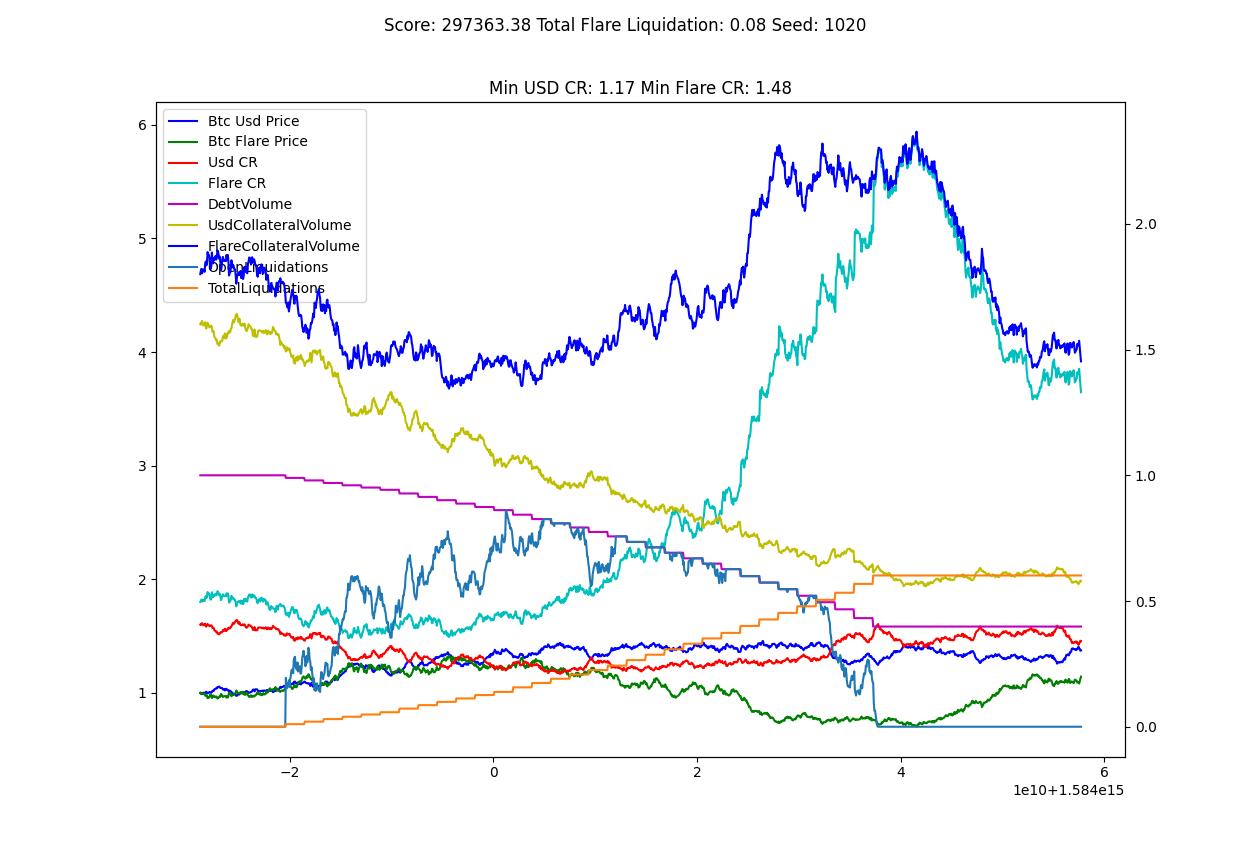 Score: 297363.38 Total Flare Liquidation: 0.08 Seed: 1020
Min USD CR: 1.17 Min Flare CR: 1.48
Btc Usd Price
Btc Flare Price
Usd CR
Flare CR
DebtVolume
UsdCollateralVolume
FlareCollateralVolume
OpenLiquidations
TotalLiquidations
6
5
4
3
2
1
2.0
1.5
1.0
0.5
0.0
−2
0
2
4
6
1e10+1.584e15